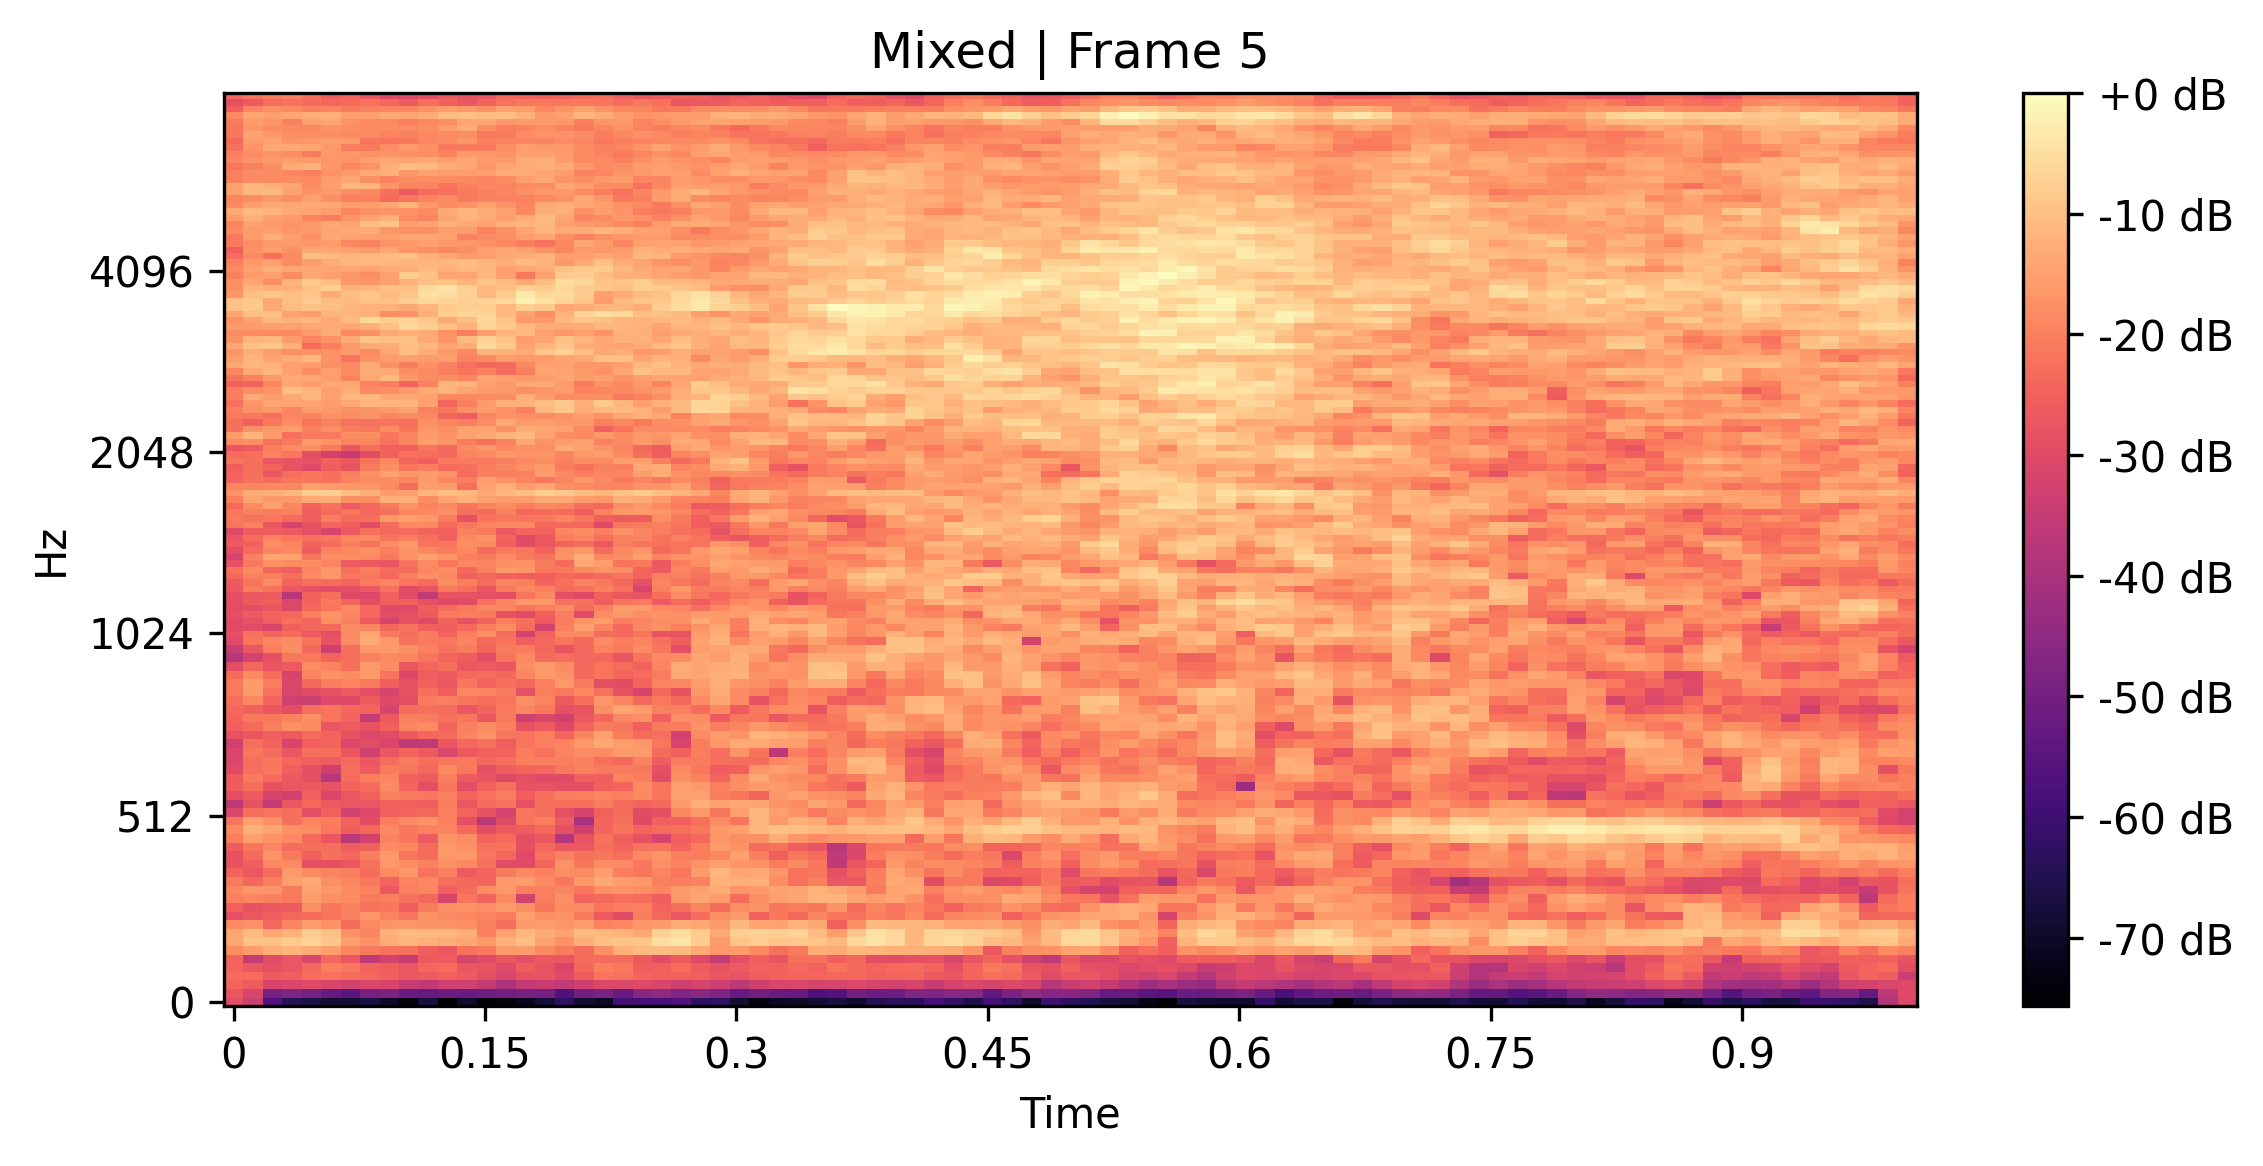 Mixed | Frame 5
Hz
4096
2048
1024
512
0
0 0.15 0.3 0.45 0.6 0.75 0.9
Time
+0 dB
-10 dB
-20 dB
-30 dB
-40 dB
-50 dB
-60 dB
-70 dB